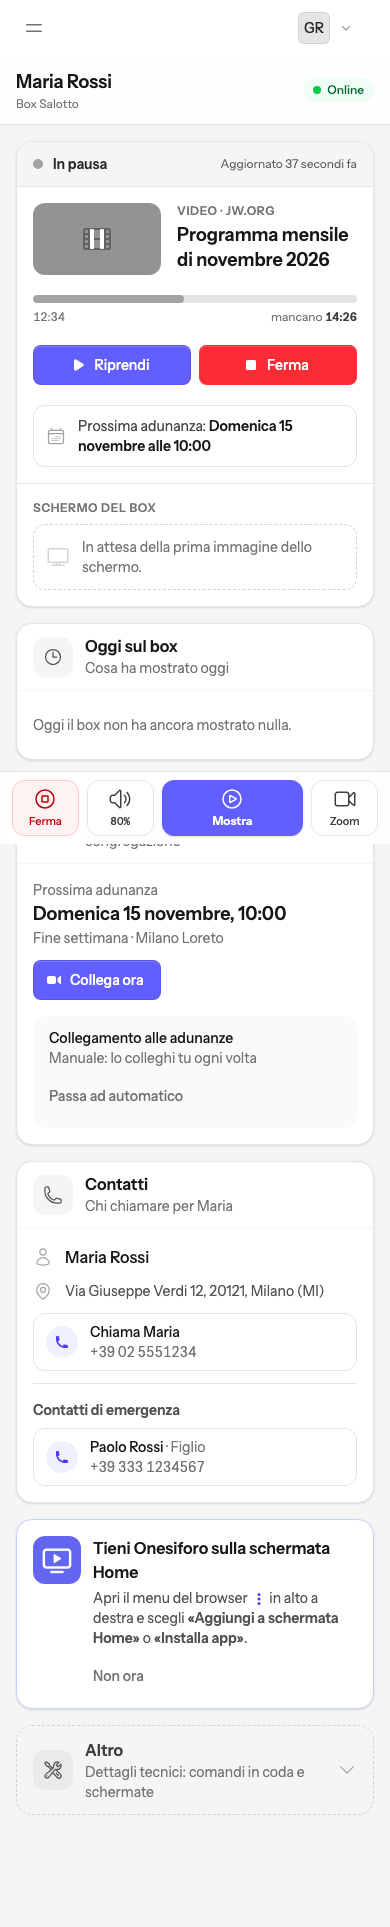 GR
Maria Rossi
Box Salotto
Online
In pausa
Aggiornato 37 secondi fa
VIDEO · JW.ORG
Programma mensile
di novembre 2026
12:34
mancano 14:26
Riprendi
Ferma
Prossima adunanza: Domenica 15
novembre alle 10:00
SCHERMO DEL BOX
In attesa della prima immagine dello
schermo.
Oggi sul box
Cosa ha mostrato oggi
Oggi il box non ha ancora mostrato nulla.
Ferma
80%
Mostra
Zoom
congregazione
Prossima adunanza
Domenica 15 novembre, 10:00
Fine settimana · Milano Loreto
Collega ora
Collegamento alle adunanze
Manuale: lo colleghi tu ogni volta
Passa ad automatico
Contatti
Chi chiamare per Maria
Maria Rossi
Via Giuseppe Verdi 12, 20121, Milano (MI)
Chiama Maria
+39 02 5551234
Contatti di emergenza
Paolo Rossi · Figlio
+39 333 1234567
Tieni Onesiforo sulla schermata
Home
Apri il menu del browser ⋮ in alto a
destra e scegli «Aggiungi a schermata
Home» o «Installa app».
Non ora
Altro
Dettagli tecnici: comandi in coda e
schermate